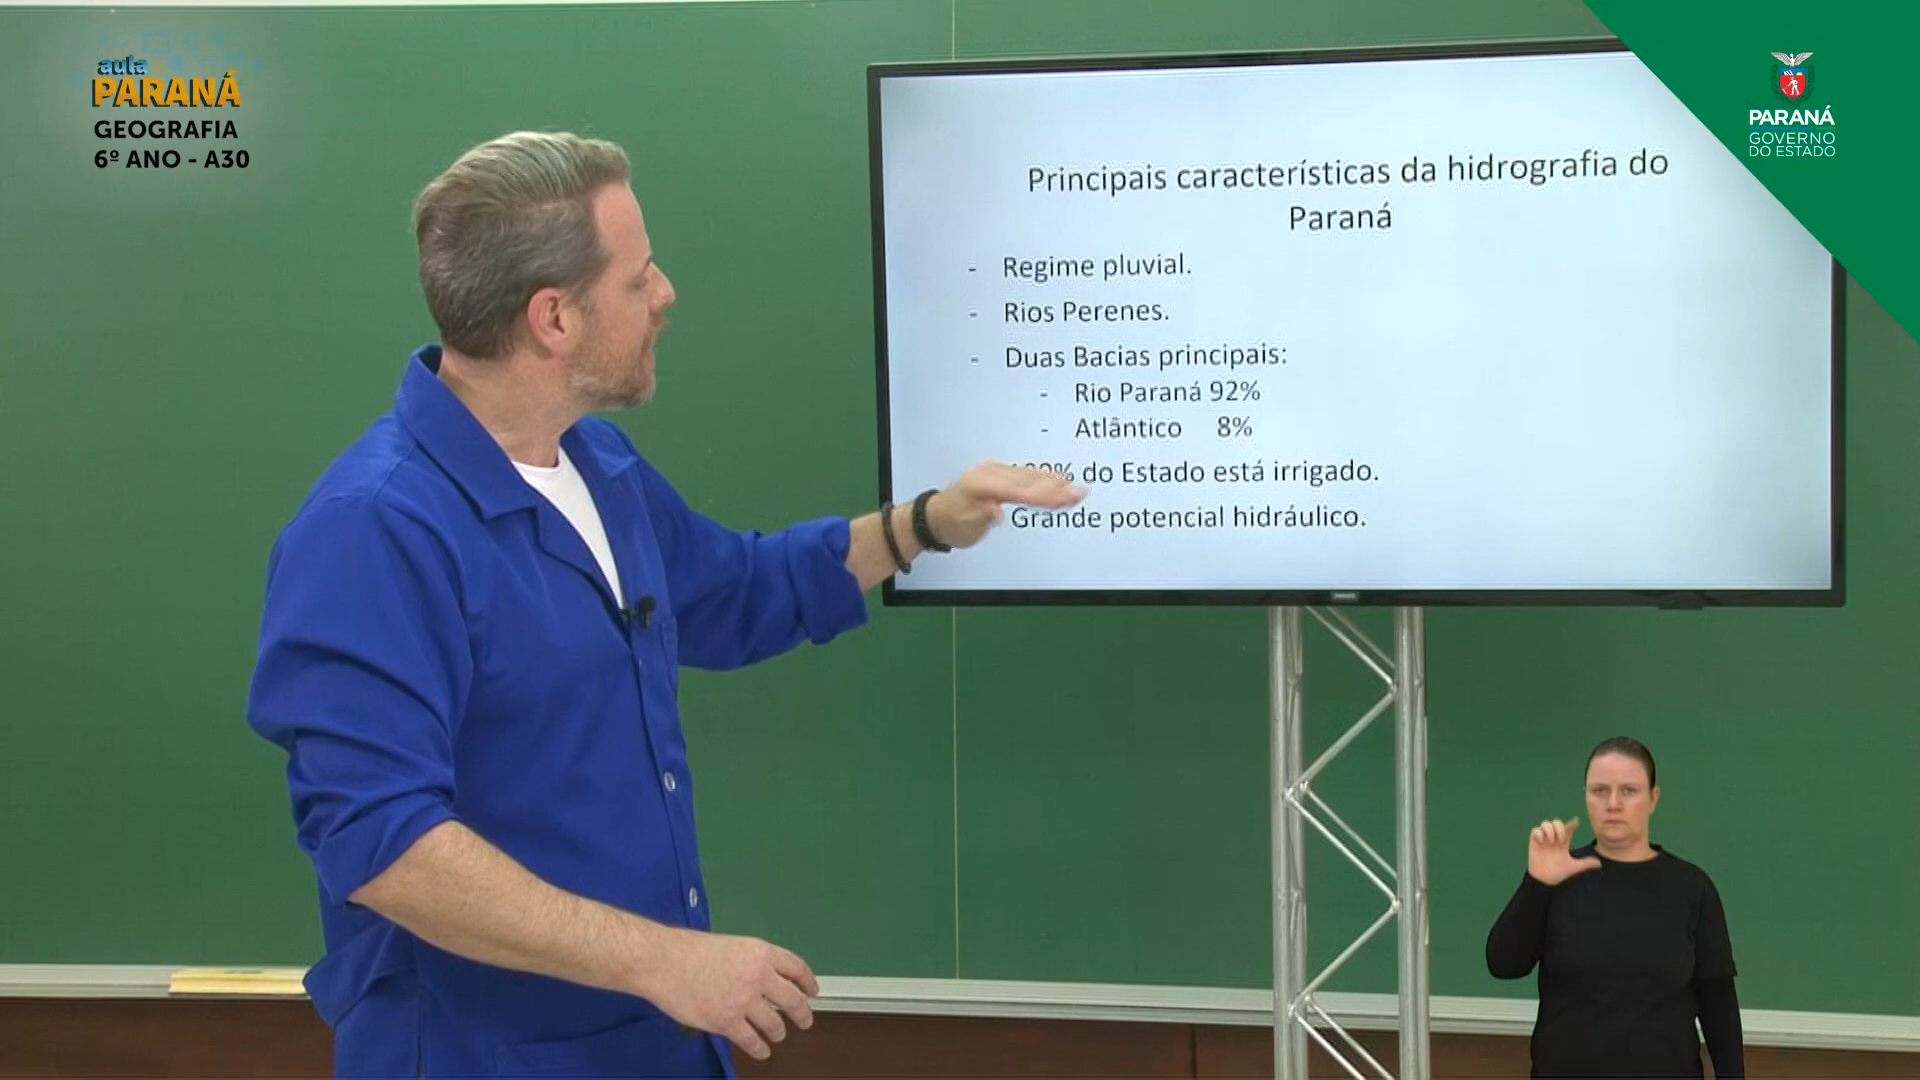 aula
PARANÁ
GEOGRAFIA
6º ANO - A30
PARANÁ
GOVERNO
DO ESTADO
Principais características da hidrografia do
Paraná
- Regime pluvial.
- Rios Perenes.
- Duas Bacias principais:
- Rio Paraná 92%
- Atlântico 8%
do Estado está irrigado.
Grande potencial hidráulico.